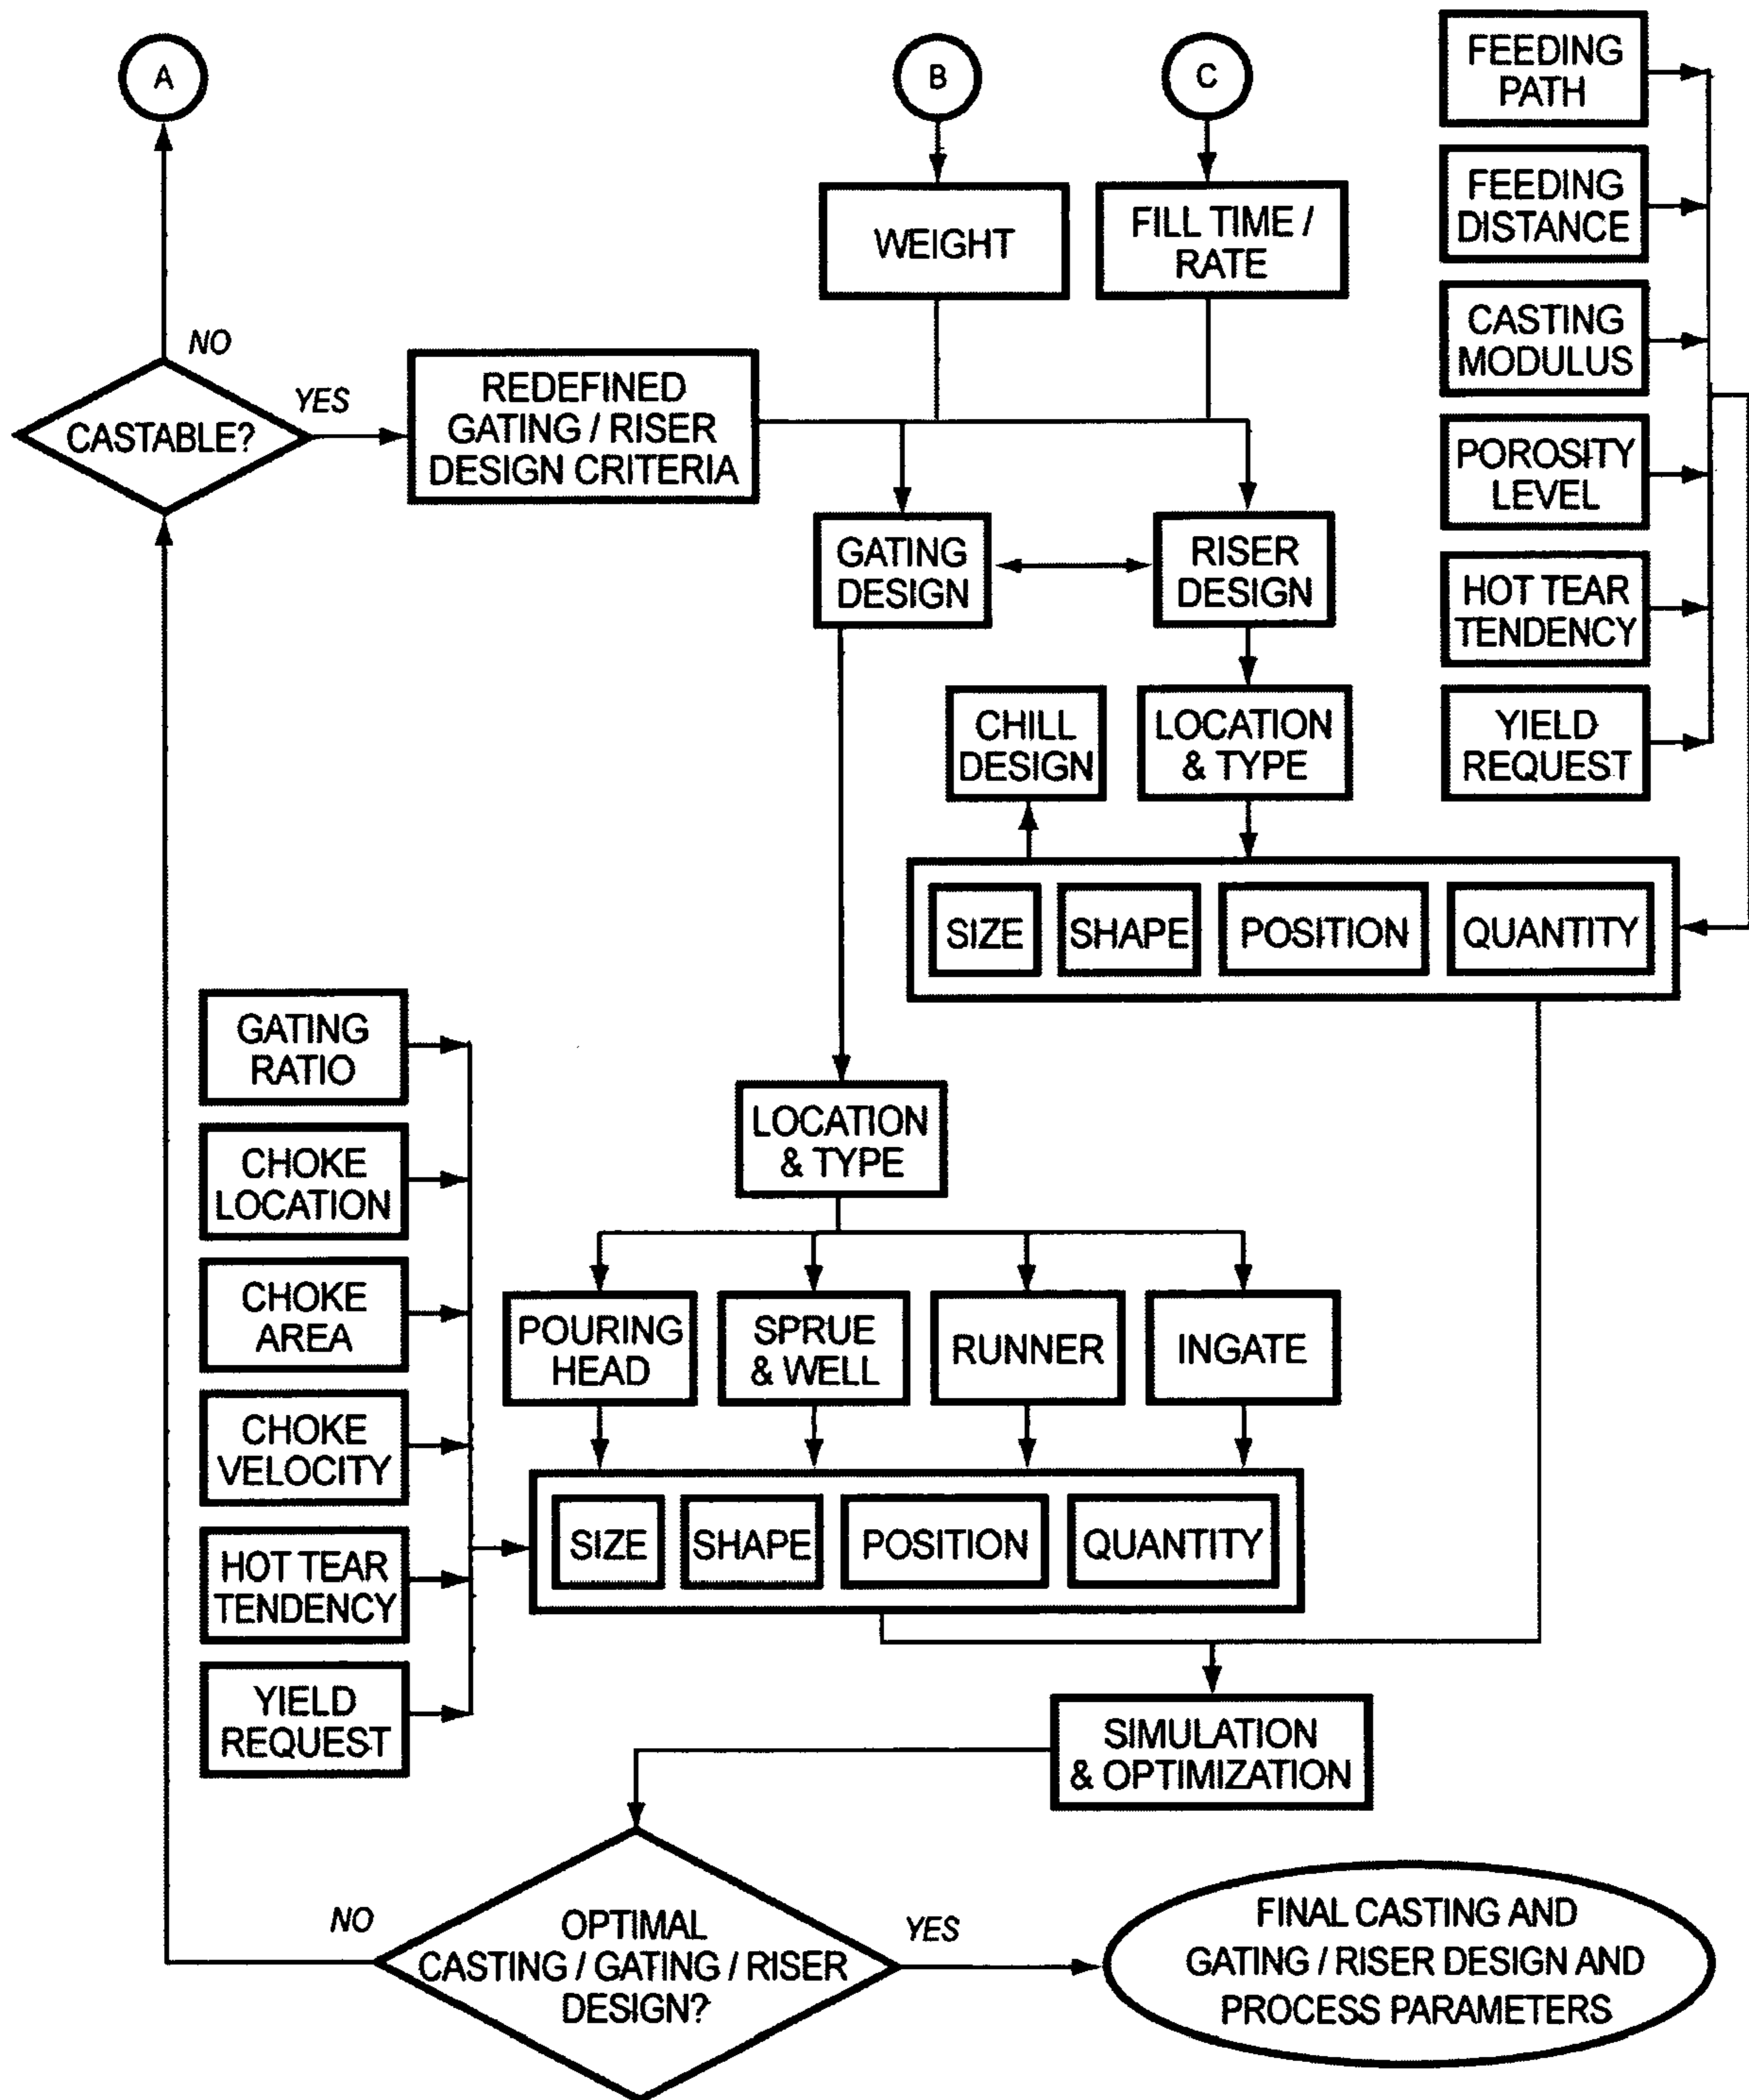 A
B
C
FEEDING
PATH
WEIGHT
FILL TIME /
RATE
FEEDING
DISTANCE
CASTING
MODULUS
NO
CASTABLE?
YES
REDEFINED
GATING / RISER
DESIGN CRITERIA
POROSITY
LEVEL
GATING
DESIGN
RISER
DESIGN
HOT TEAR
TENDENCY
CHILL
DESIGN
LOCATION
& TYPE
YIELD
REQUEST
SIZE
SHAPE
POSITION
QUANTITY
GATING
RATIO
LOCATION
& TYPE
CHOKE
LOCATION
CHOKE
AREA
POURING
HEAD
SPRUE
& WELL
RUNNER
INGATE
CHOKE
VELOCITY
SIZE
SHAPE
POSITION
QUANTITY
HOT TEAR
TENDENCY
YIELD
REQUEST
SIMULATION
& OPTIMIZATION
NO
OPTIMAL
CASTING / GATING / RISER
DESIGN?
YES
FINAL CASTING AND
GATING / RISER DESIGN AND
PROCESS PARAMETERS